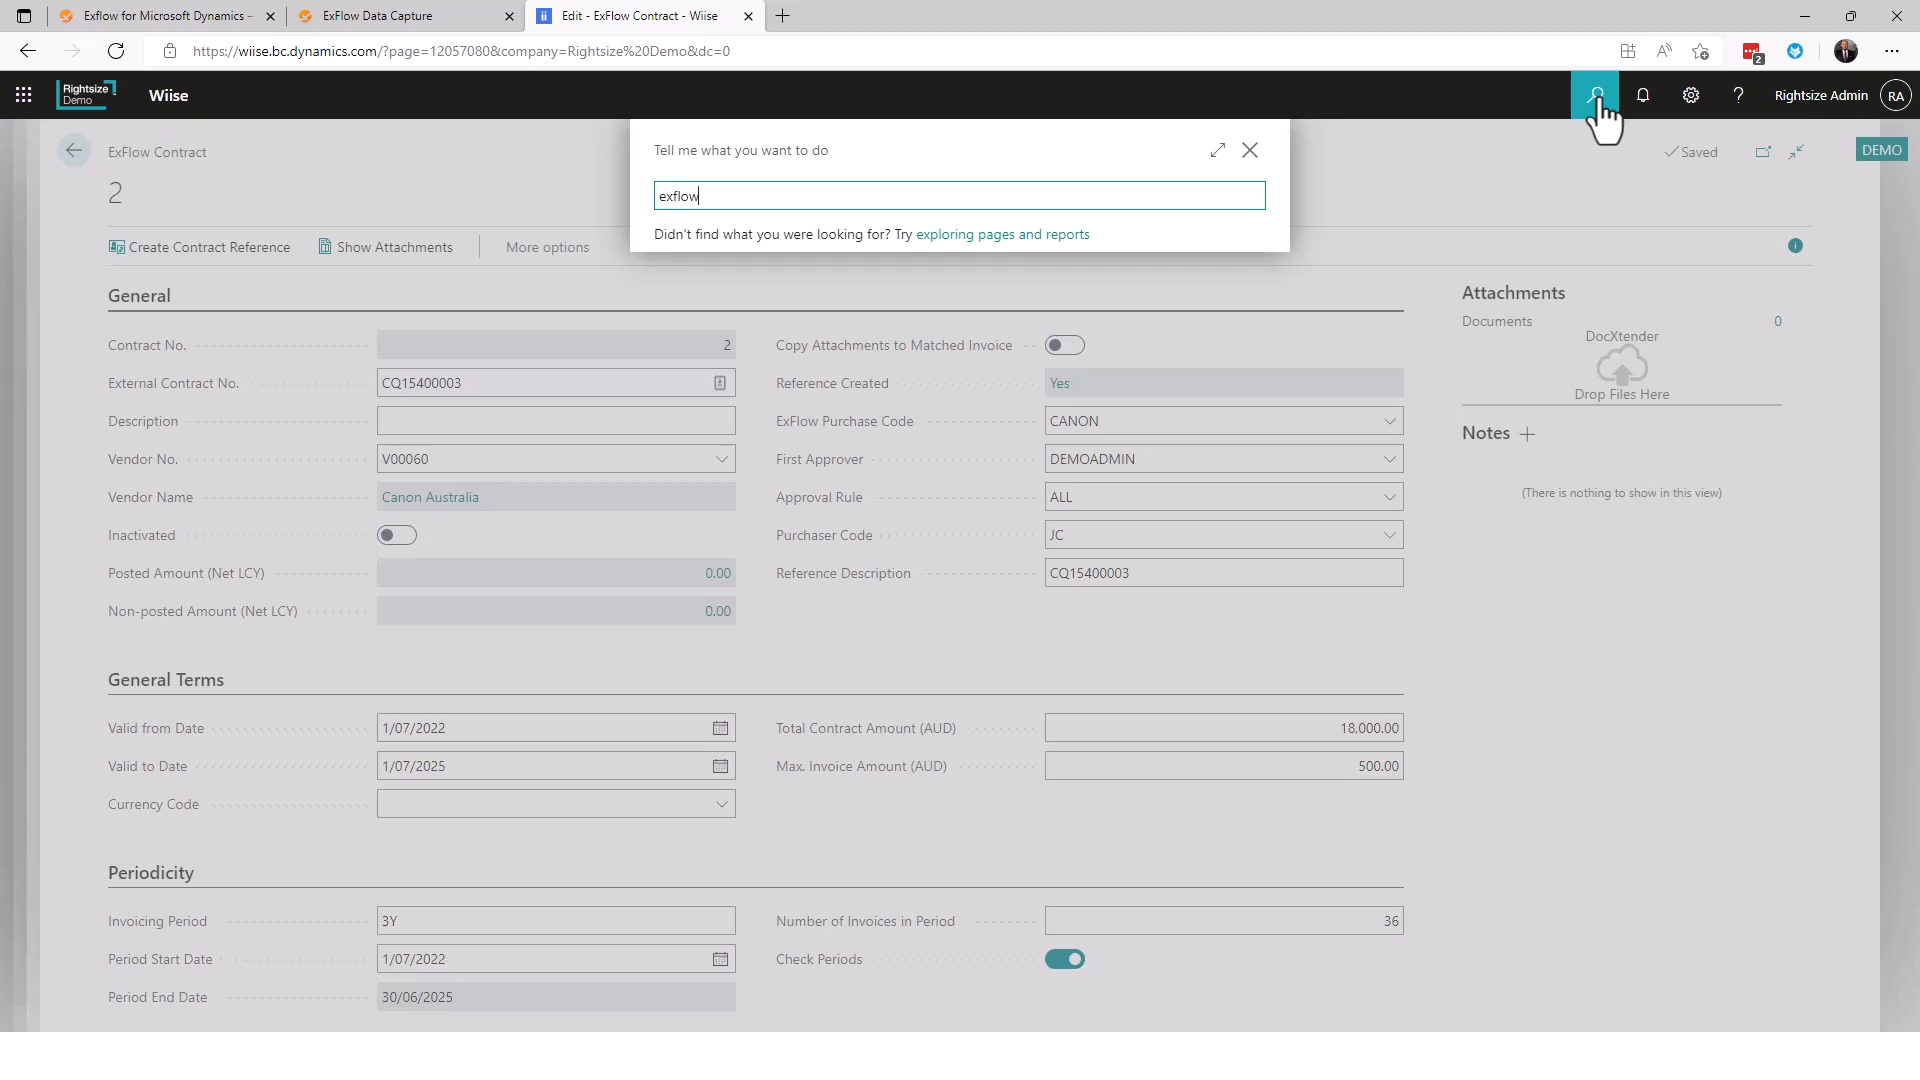 Exflow for Microsoft Dynamics –
ExFlow Data Capture
Edit - ExFlow Contract - Wiise
https://wiise.bc.dynamics.com/?page=12057080&company=Rightsize%20Demo&dc=0
2
Rightsize
Demo
Wiise
Rightsize Admin
RA
Tell me what you want to do
exflow
Didn't find what you were looking for? Try exploring pages and reports
ExFlow Contract
Saved
DEMO
2
Create Contract Reference
Show Attachments
More options
General
Contract No.
2
External Contract No.
CQ15400003
Description
Vendor No.
V00060
Vendor Name
Canon Australia
Inactivated
Posted Amount (Net LCY)
0.00
Non-posted Amount (Net LCY)
0.00
Copy Attachments to Matched Invoice
Reference Created
Yes
ExFlow Purchase Code
CANON
First Approver
DEMOADMIN
Approval Rule
ALL
Purchaser Code
JC
Reference Description
CQ15400003
Attachments
Documents
0
DocXtender
Drop Files Here
Notes
(There is nothing to show in this view)
General Terms
Valid from Date
1/07/2022
Valid to Date
1/07/2025
Currency Code
Total Contract Amount (AUD)
18,000.00
Max. Invoice Amount (AUD)
500.00
Periodicity
Invoicing Period
3Y
Period Start Date
1/07/2022
Period End Date
30/06/2025
Number of Invoices in Period
36
Check Periods